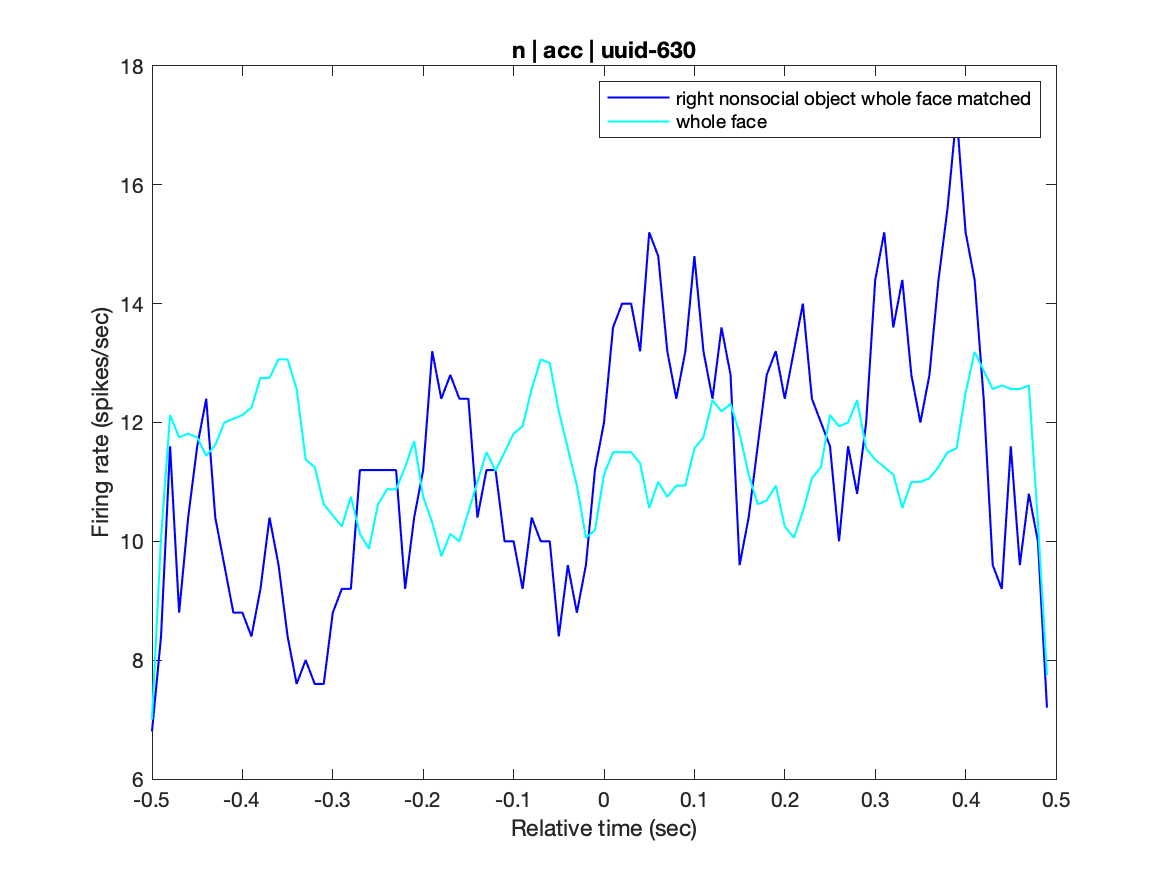 n | acc | uuid-630
right nonsocial object whole face matched
whole face
Firing rate (spikes/sec)
18
16
14
12
10
8
6
-0.5 -0.4 -0.3 -0.2 -0.1 0 0.1 0.2 0.3 0.4 0.5
Relative time (sec)